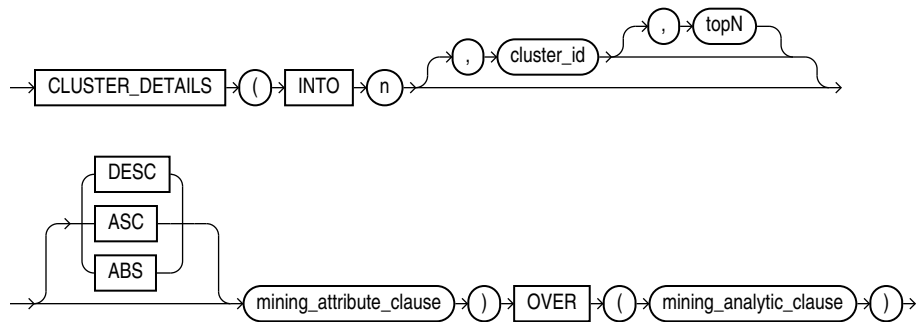 , topN
, cluster_id
CLUSTER_DETAILS ( INTO n
DESC
ASC
ABS
mining_attribute_clause ) OVER ( mining_analytic_clause )